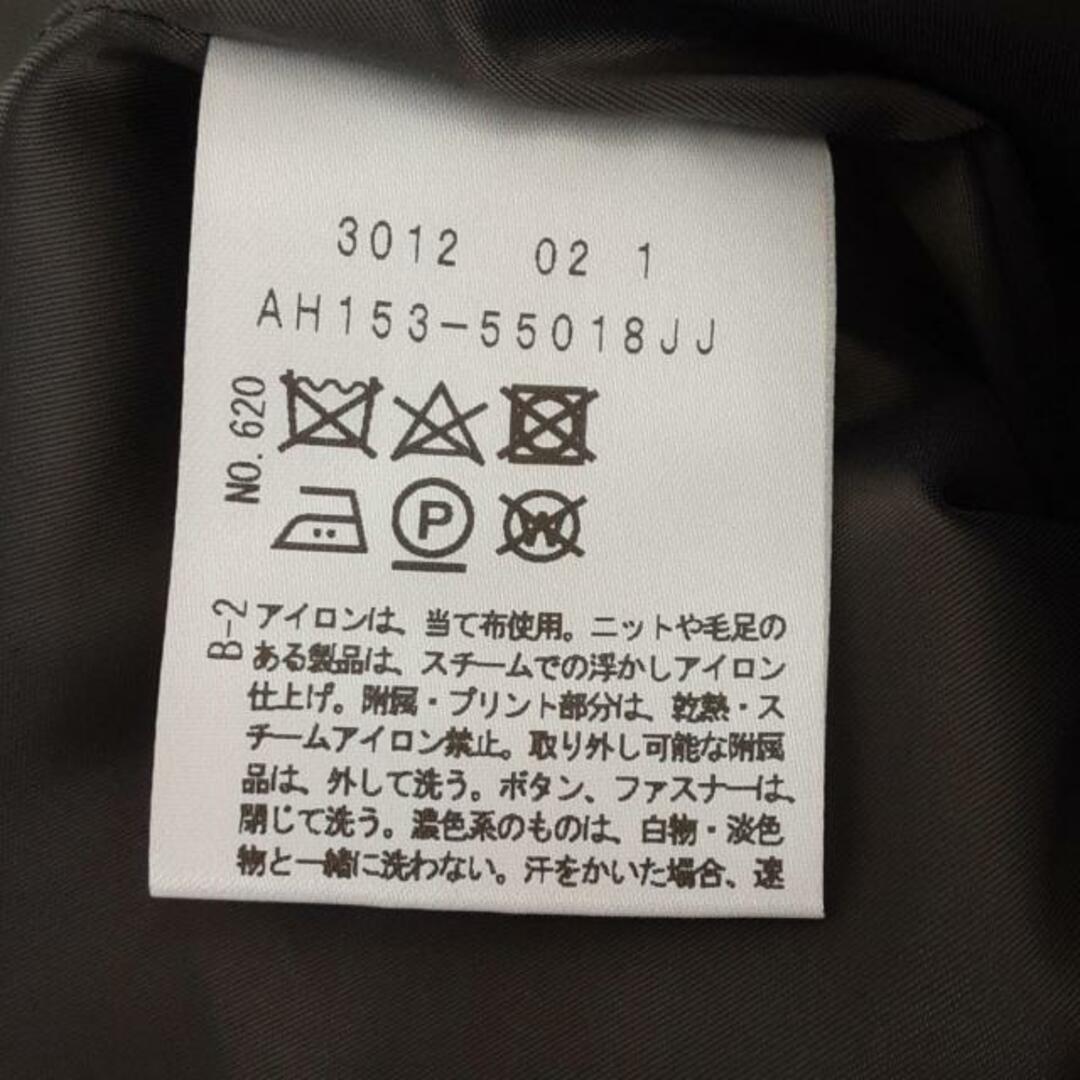 3012 02 1
AH153-55018JJ
NO. 620
P
W
B-2
アイロンは、当て布使用。ニットや毛足の
ある製品は、スチームでの浮かしアイロン
仕上げ。附属・プリント部分は、乾熱・ス
チームアイロン禁止。取り外し可能な附属
品は、外して洗う。ボタン、ファスナーは、
閉じて洗う。濃色系のものは、白物・淡色
物と一緒に洗わない。汗をかいた場合、速